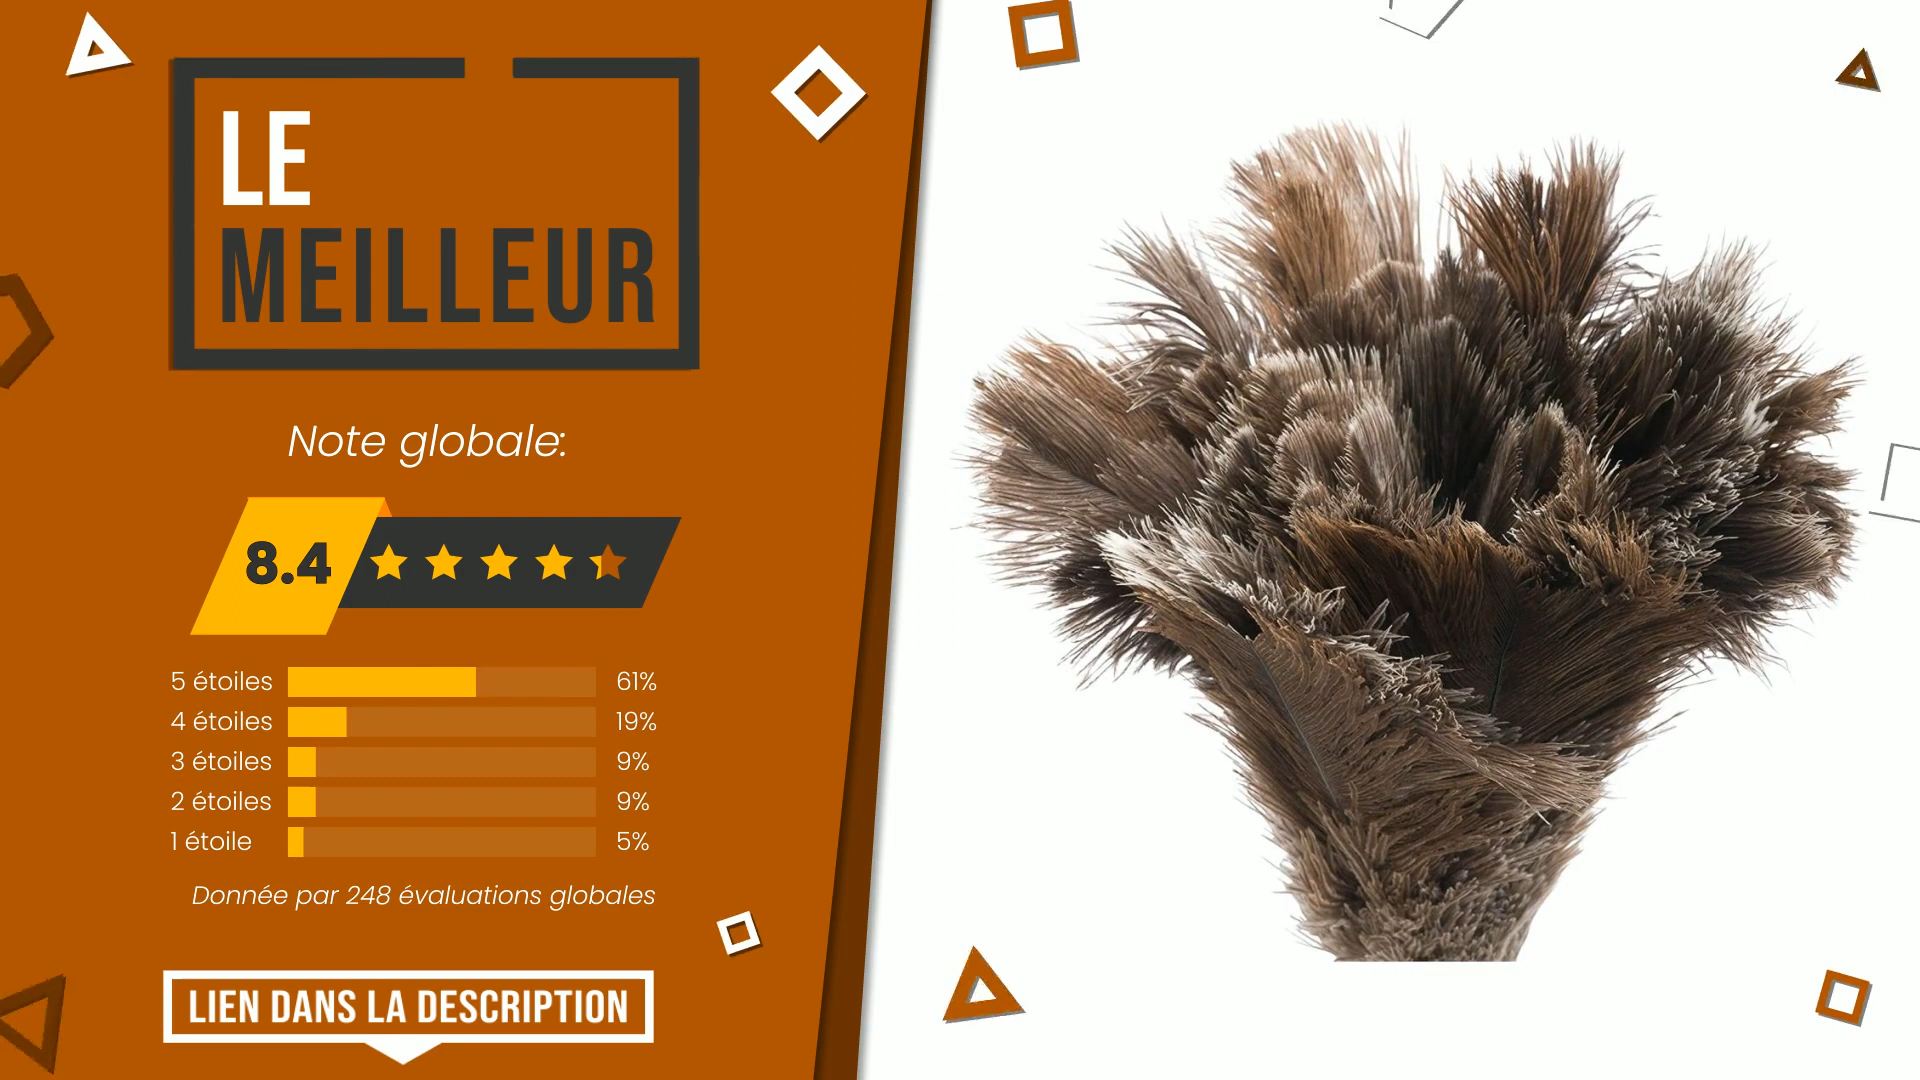 LE
MEILLEUR
Note globale:
8.4
5 étoiles 61%
4 étoiles 19%
3 étoiles 9%
2 étoiles 9%
1 étoile 5%
Donnée par 248 évaluations globales
LIEN DANS LA DESCRIPTION